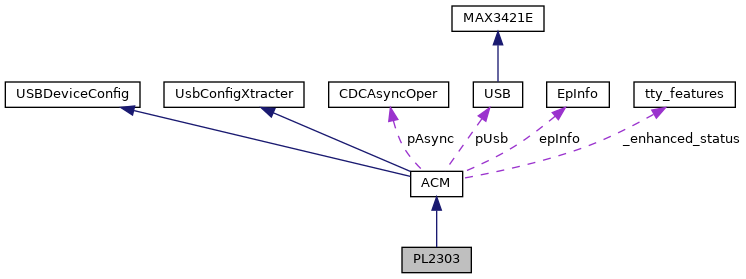 MAX3421E
USBDeviceConfig
UsbConfigXtracter
CDCAsyncOper
USB
EpInfo
tty_features
pAsync
pUsb
epInfo
_enhanced_status
ACM
PL2303